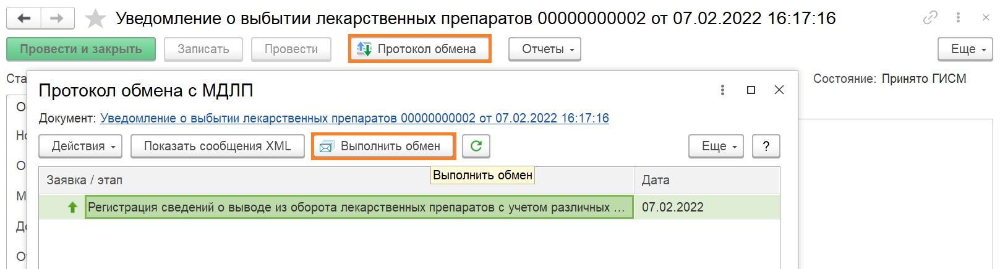 Уведомление о выбытии лекарственных препаратов 00000000002 от 07.02.2022 16:17:16
Провести и закрыть Записать Провести Протокол обмена Отчеты Еще
Состояние: Принято ГИСМ
Протокол обмена с МДЛП
Документ: Уведомление о выбытии лекарственных препаратов 00000000002 от 07.02.2022 16:17:16
Действия Показать сообщения XML Выполнить обмен Еще ?
Выполнить обмен
Заявка / этап Дата
Регистрация сведений о выводе из оборота лекарственных препаратов с учетом различных ... 07.02.2022